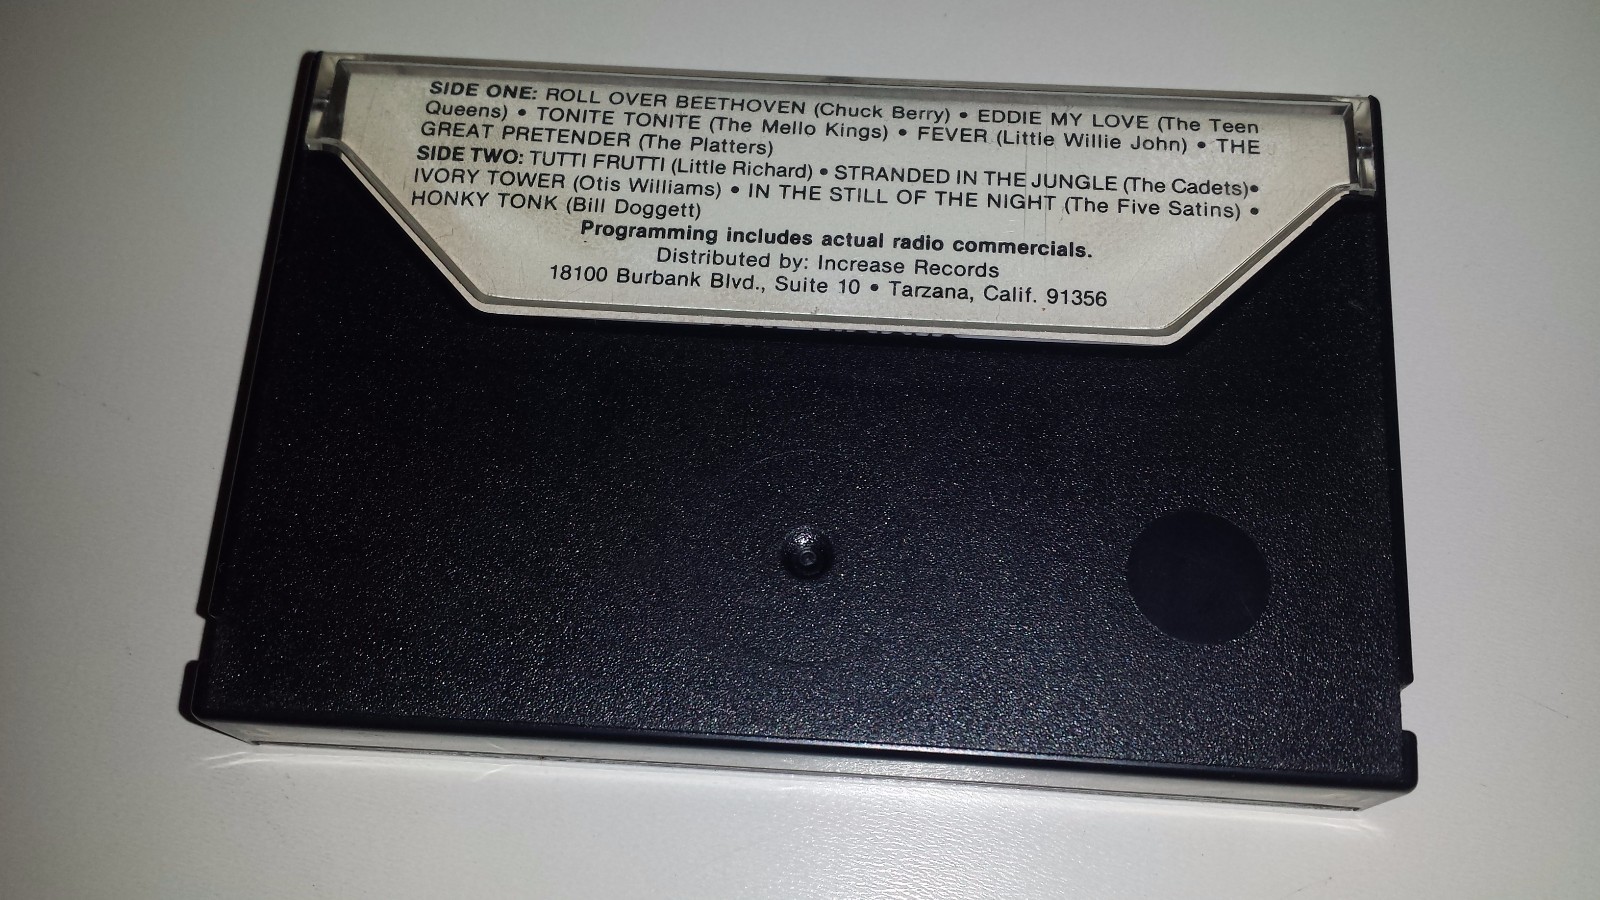 SIDE ONE: ROLL OVER BEETHOVEN (Chuck Berry) • EDDIE MY LOVE (The Teen
Queens) • TONITE TONITE (The Mello Kings) • FEVER (Little Willie John) • THE
GREAT PRETENDER (The Platters)
SIDE TWO: TUTTI FRUTTI (Little Richard) • STRANDED IN THE JUNGLE (The Cadets)•
IVORY TOWER (Otis Williams) • IN THE STILL OF THE NIGHT (The Five Satins) •
HONKY TONK (Bill Doggett)
Programming includes actual radio commercials.
Distributed by: Increase Records
18100 Burbank Blvd., Suite 10 • Tarzana, Calif. 91356